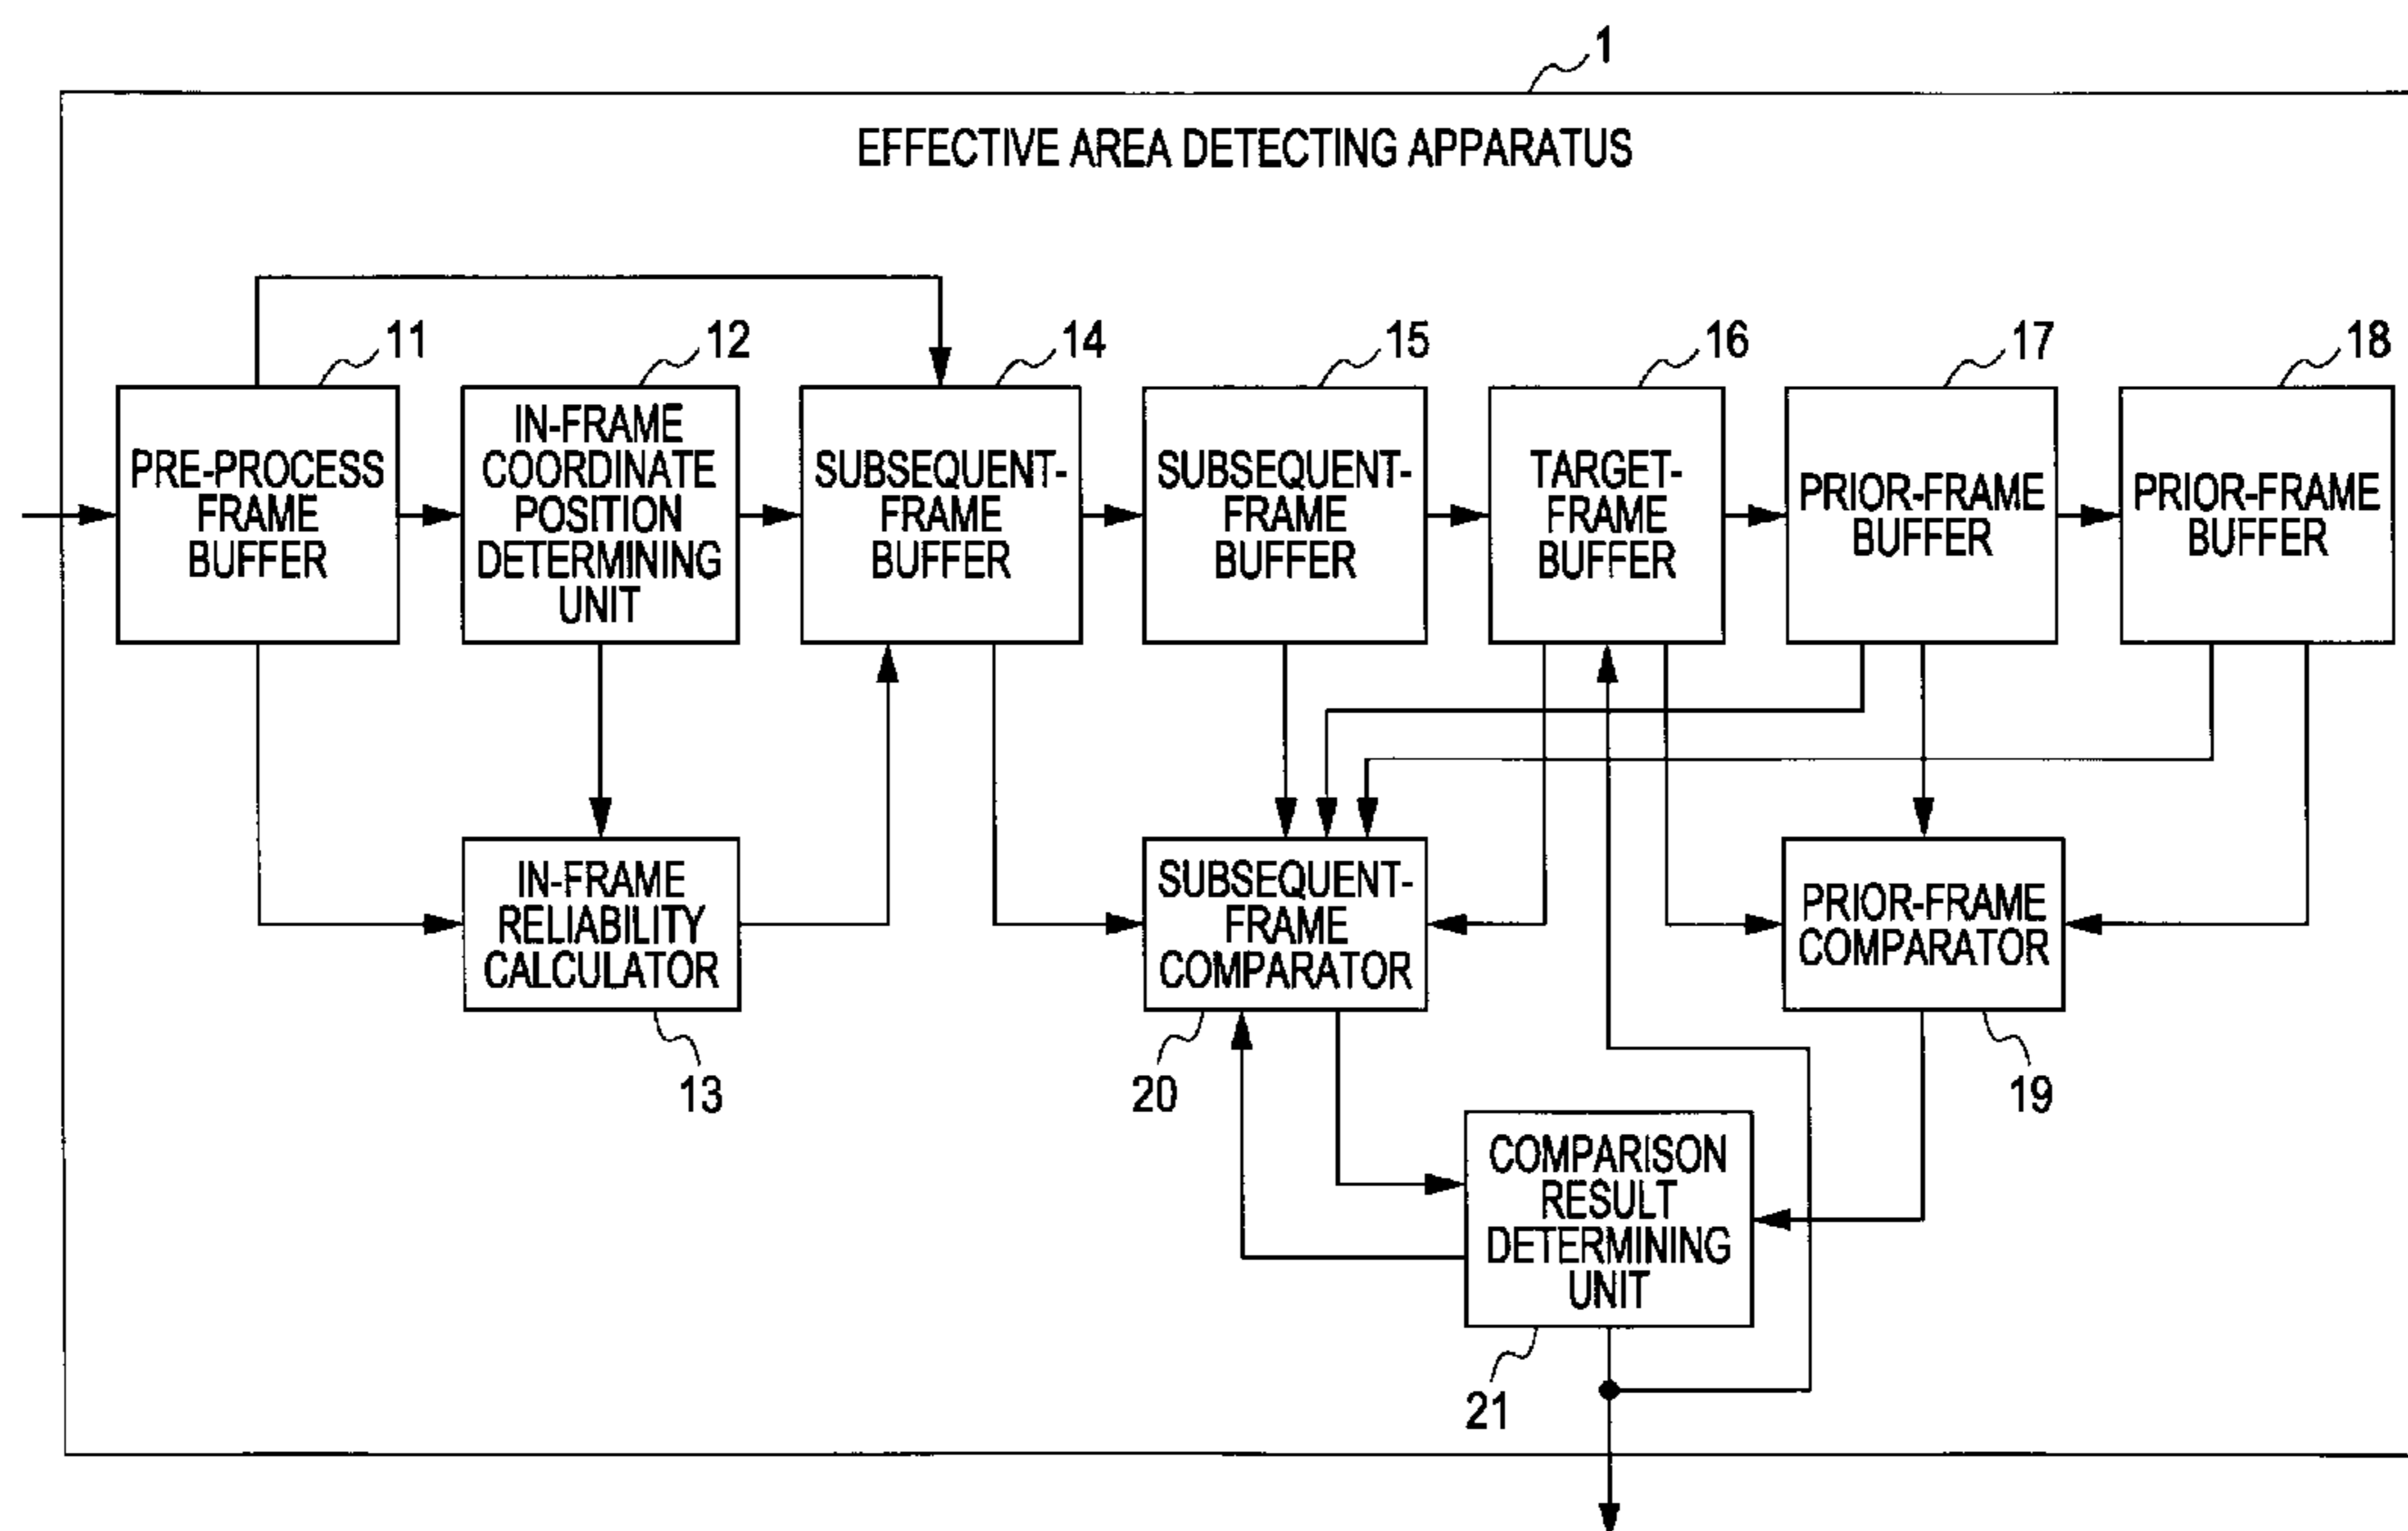 1
EFFECTIVE AREA DETECTING APPARATUS
11
12
14
15
16
17
18
PRE-PROCESS
FRAME
BUFFER
IN-FRAME
COORDINATE
POSITION
DETERMINING
UNIT
SUBSEQUENT-
FRAME
BUFFER
SUBSEQUENT-
FRAME
BUFFER
TARGET-
FRAME
BUFFER
PRIOR-FRAME
BUFFER
PRIOR-FRAME
BUFFER
IN-FRAME
RELIABILITY
CALCULATOR
SUBSEQUENT-
FRAME
COMPARATOR
PRIOR-FRAME
COMPARATOR
13
20
19
COMPARISON
RESULT
DETERMINING
UNIT
21